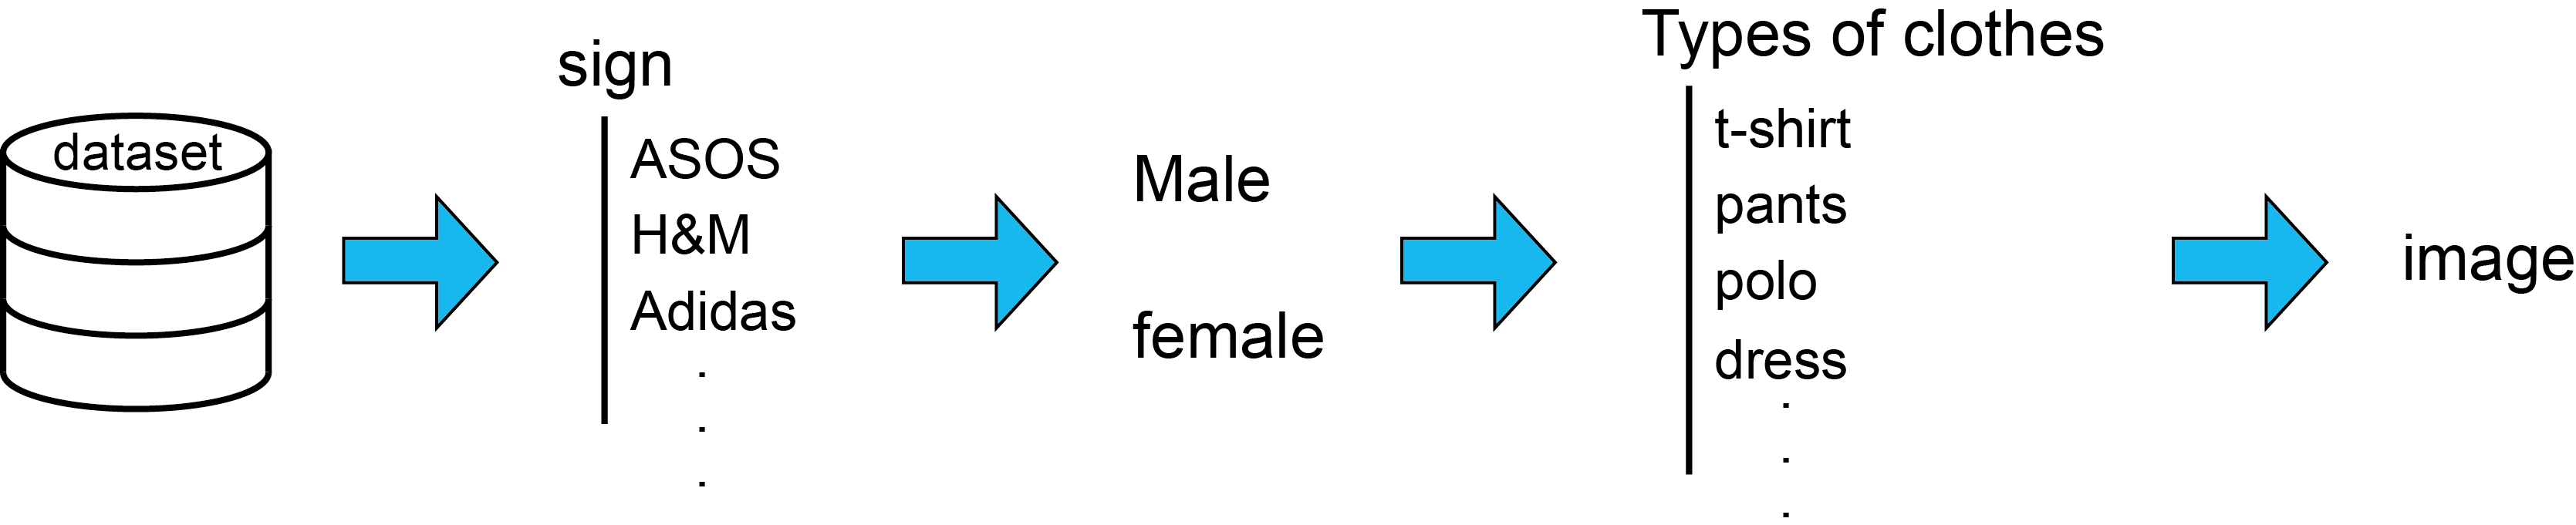 dataset
sign
ASOS
H&M
Adidas
.
.
.
Male
female
Types of clothes
t-shirt
pants
polo
dress
.
.
.
image